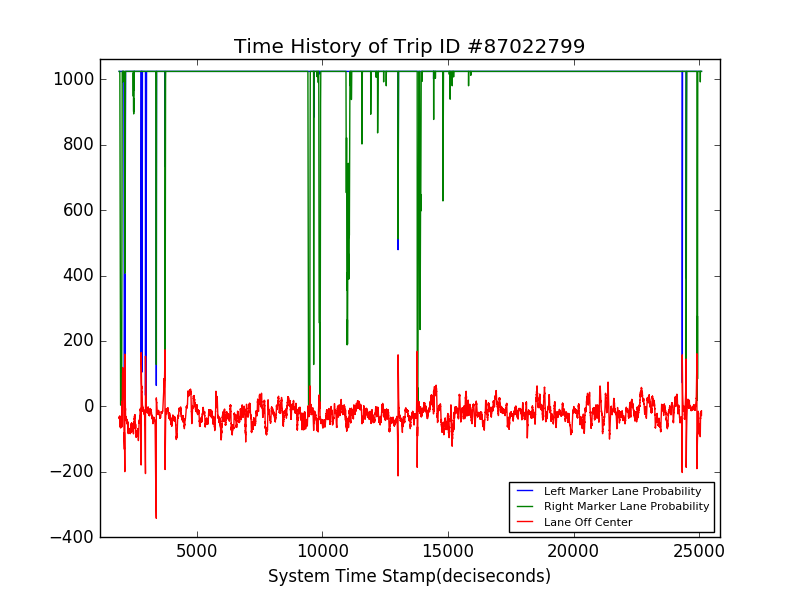 Time History of Trip ID #87022799
1000
800
600
400
200
0
−200
−400
5000
10000
15000
20000
25000
System Time Stamp(deciseconds)
Left Marker Lane Probability
Right Marker Lane Probability
Lane Off Center